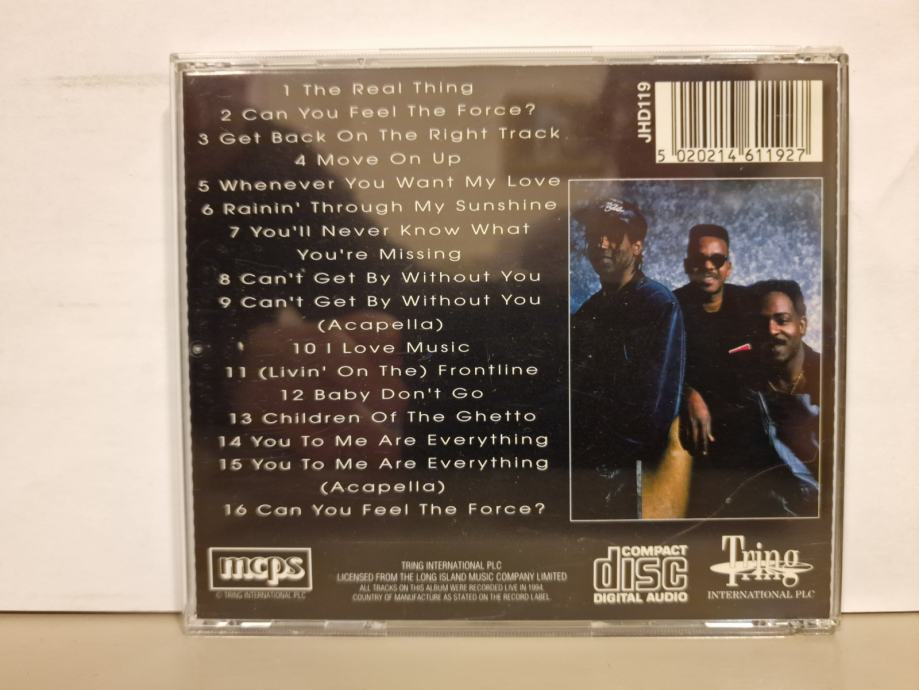 1 The Real Thing
2 Can You Feel The Force?
3 Get Back On The Right Track
4 Move On Up
5 Whenever You Want My Love
6 Rainin' Through My Sunshine
7 You'll Never Know What
You're Missing
8 Can't Get By Without You
9 Can't Get By Without You
(Acapella)
10 I Love Music
11 (Livin' On The) Frontline
12 Baby Don't Go
13 Children Of The Ghetto
14 You To Me Are Everything
15 You To Me Are Everything
(Acapella)
16 Can You Feel The Force?
JHD119
5 020214 611927
mcps
© TRING INTERNATIONAL PLC
TRING INTERNATIONAL PLC
LICENSED FROM THE LONG ISLAND MUSIC COMPANY LIMITED
ALL TRACKS ON THIS ALBUM WERE RECORDED LIVE IN 1994.
COUNTRY OF MANUFACTURE AS STATED ON THE RECORD LABEL
COMPACT
disc
DIGITAL AUDIO
Tring
INTERNATIONAL PLC